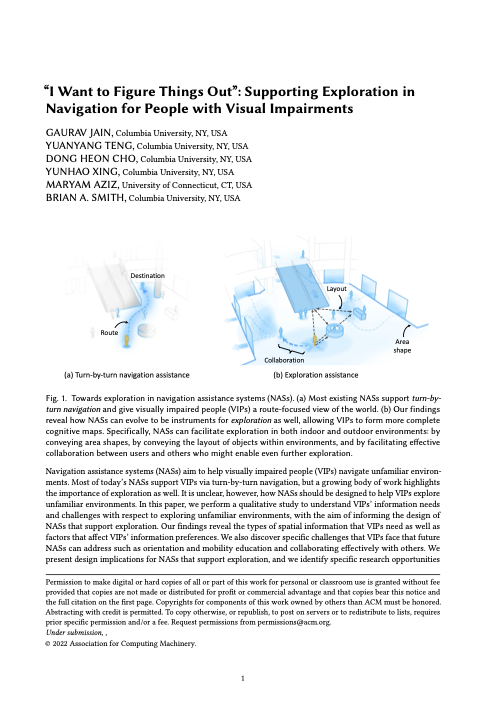 “I Want to Figure Things Out”: Supporting Exploration in
Navigation for People with Visual Impairments
GAURAV JAIN, Columbia University, NY, USA
YUANYANG TENG, Columbia University, NY, USA
DONG HEON CHO, Columbia University, NY, USA
YUNHAO XING, Columbia University, NY, USA
MARYAM AZIZ, University of Connecticut, CT, USA
BRIAN A. SMITH, Columbia University, NY, USA
Destination
Route
(a) Turn-by-turn navigation assistance
Layout
Area
shape
Collaboration
(b) Exploration assistance
Fig. 1. Towards exploration in navigation assistance systems (NASs). (a) Most existing NASs support turn-by-
turn navigation and give visually impaired people (VIPs) a route-focused view of the world. (b) Our findings
reveal how NASs can evolve to be instruments for exploration as well, allowing VIPs to form more complete
cognitive maps. Specifically, NASs can facilitate exploration in both indoor and outdoor environments: by
conveying area shapes, by conveying the layout of objects within environments, and by facilitating effective
collaboration between users and others who might enable even further exploration.
Navigation assistance systems (NASs) aim to help visually impaired people (VIPs) navigate unfamiliar environ-
ments. Most of today’s NASs support VIPs via turn-by-turn navigation, but a growing body of work highlights
the importance of exploration as well. It is unclear, however, how NASs should be designed to help VIPs explore
unfamiliar environments. In this paper, we perform a qualitative study to understand VIPs’ information needs
and challenges with respect to exploring unfamiliar environments, with the aim of informing the design of
NASs that support exploration. Our findings reveal the types of spatial information that VIPs need as well as
factors that affect VIPs’ information preferences. We also discover specific challenges that VIPs face that future
NASs can address such as orientation and mobility education and collaborating effectively with others. We
present design implications for NASs that support exploration, and we identify specific research opportunities
Permission to make digital or hard copies of all or part of this work for personal or classroom use is granted without fee
provided that copies are not made or distributed for profit or commercial advantage and that copies bear this notice and
the full citation on the first page. Copyrights for components of this work owned by others than ACM must be honored.
Abstracting with credit is permitted. To copy otherwise, or republish, to post on servers or to redistribute to lists, requires
prior specific permission and/or a fee. Request permissions from permissions@acm.org.
Under submission, ,
© 2022 Association for Computing Machinery.
1